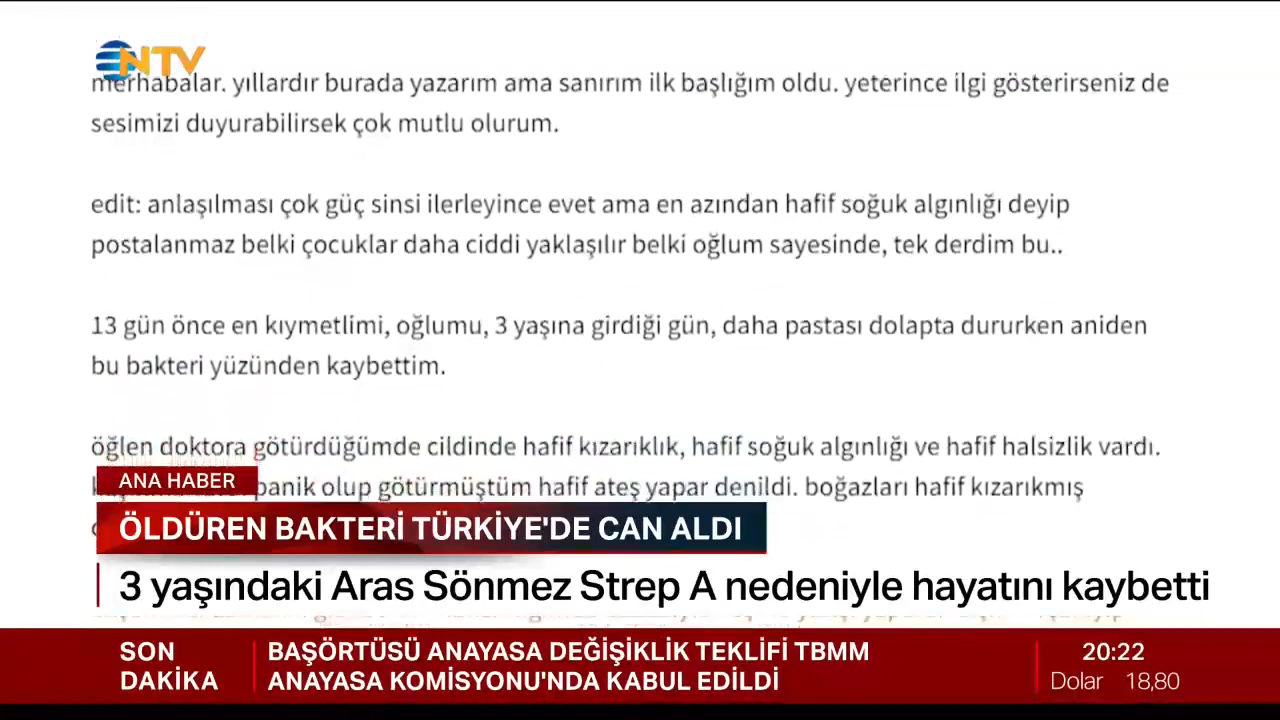 NTV
merhabalar. yıllardır burada yazarım ama sanırım ilk başlığım oldu. yeterince ilgi gösterirseniz de
sesimizi duyurabilirsek çok mutlu olurum.
edit: anlaşılması çok güç sinsi ilerleyince evet ama en azından hafif soğuk algınlığı deyip
postalanmaz belki çocuklar daha ciddi yaklaşılır belki oğlum sayesinde, tek derdim bu..
13 gün önce en kıymetlimi, oğlumu, 3 yaşına girdiği gün, daha pastası dolapta dururken aniden
bu bakteri yüzünden kaybettim.
öğlen doktora götürdüğümde cildinde hafif kızarıklık, hafif soğuk algınlığı ve hafif halsizlik vardı.
panik olup götürmüştüm hafif ateş yapar denildi. boğazları hafif kızarıkmış
ANA HABER
ÖLDÜREN BAKTERİ TÜRKİYE'DE CAN ALDI
3 yaşındaki Aras Sönmez Strep A nedeniyle hayatını kaybetti
SON
DAKİKA
BAŞÖRTÜSÜ ANAYASA DEĞİŞİKLİK TEKLİFİ TBMM
ANAYASA KOMİSYONU'NDA KABUL EDİLDİ
20:22
Dolar 18,80